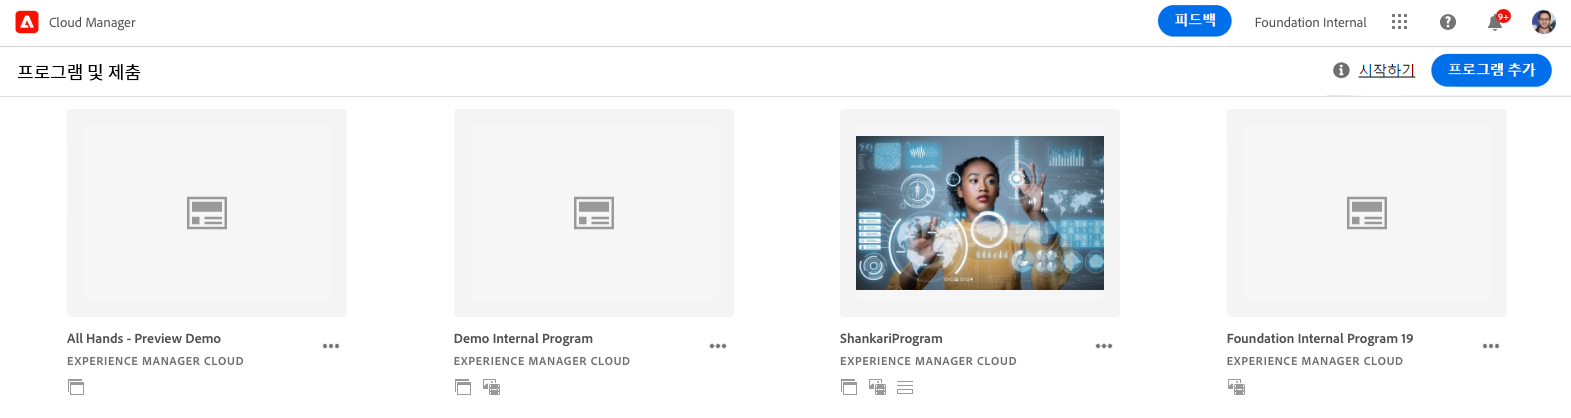 Cloud Manager
피드백
Foundation Internal
9+
프로그램 및 제춤
시작하기
프로그램 추가
All Hands - Preview Demo
EXPERIENCE MANAGER CLOUD
Demo Internal Program
EXPERIENCE MANAGER CLOUD
ShankariProgram
EXPERIENCE MANAGER CLOUD
Foundation Internal Program 19
EXPERIENCE MANAGER CLOUD